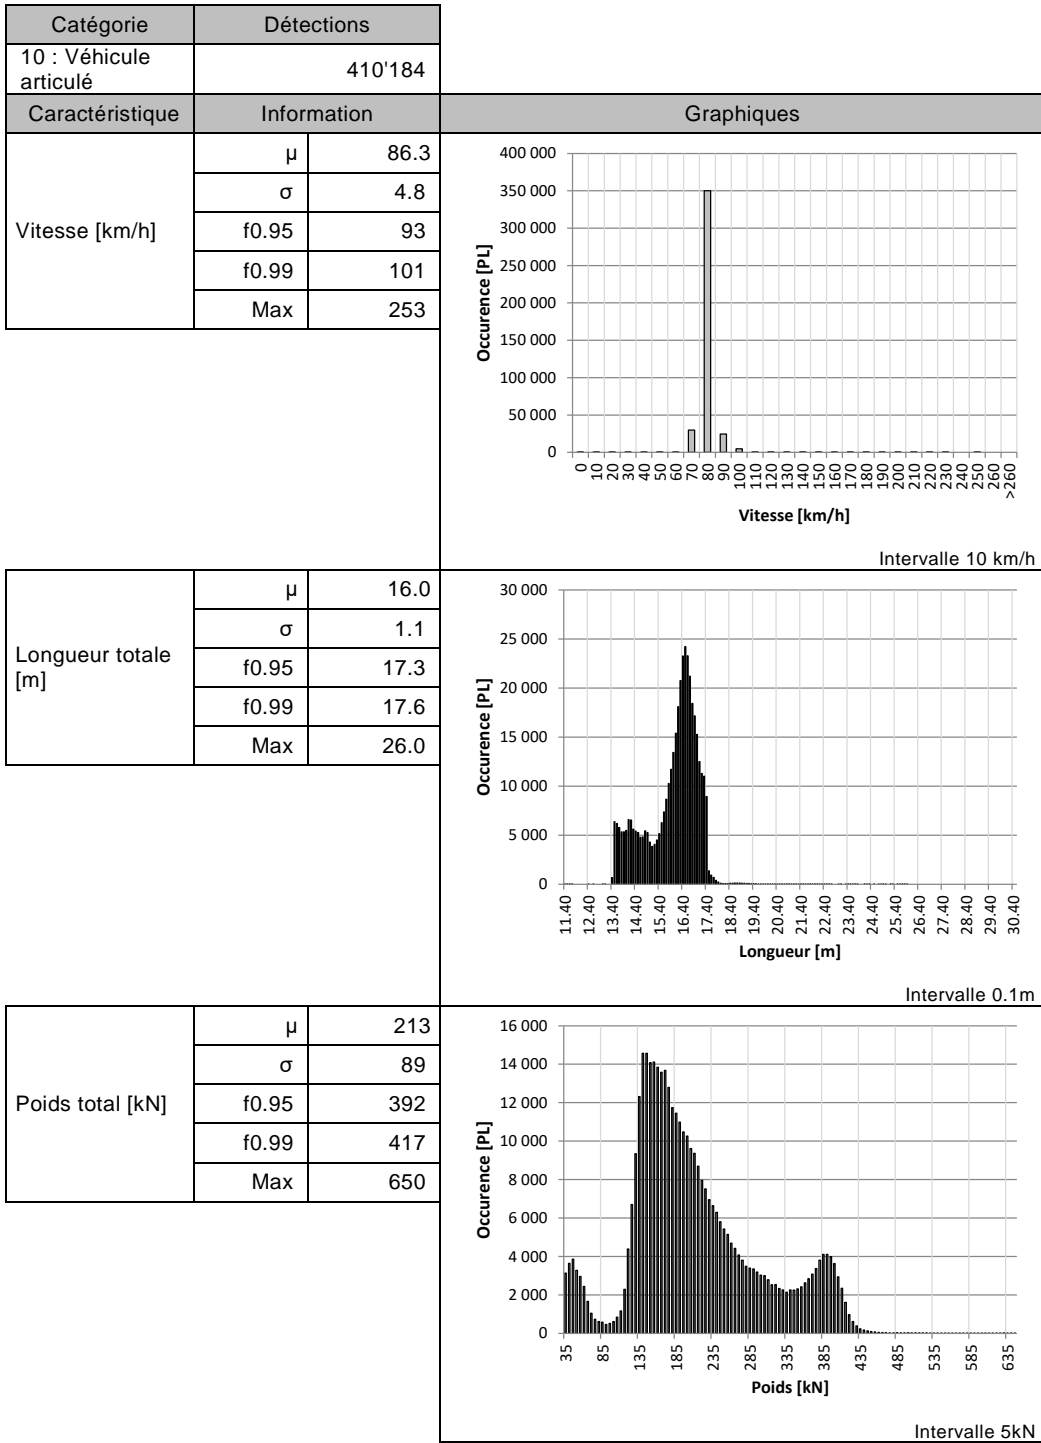 Catégorie Détections
10 : Véhicule
articulé
410'184
Caractéristique Information Graphiques
Vitesse [km/h]
µ 86.3
σ 4.8
f0.95 93
f0.99 101
Max 253
400 000
350 000
300 000
250 000
200 000
150 000
100 000
50 000
0
Occurence [PL]
0 10 20 30 40 50 60 70 80 90 100 110 120 130 140 150 160 170 180 190 200 210 220 230 240 250 260 >260
Vitesse [km/h]
Intervalle 10 km/h
Longueur totale
[m]
µ 16.0
σ 1.1
f0.95 17.3
f0.99 17.6
Max 26.0
30 000
25 000
20 000
15 000
10 000
5 000
0
Occurence [PL]
11.40 12.40 13.40 14.40 15.40 16.40 17.40 18.40 19.40 20.40 21.40 22.40 23.40 24.40 25.40 26.40 27.40 28.40 29.40 30.40
Longueur [m]
Intervalle 0.1m
Poids total [kN]
µ 213
σ 89
f0.95 392
f0.99 417
Max 650
16 000
14 000
12 000
10 000
8 000
6 000
4 000
2 000
0
Occurence [PL]
35 85 135 185 235 285 335 385 435 485 535 585 635
Poids [kN]
Intervalle 5kN